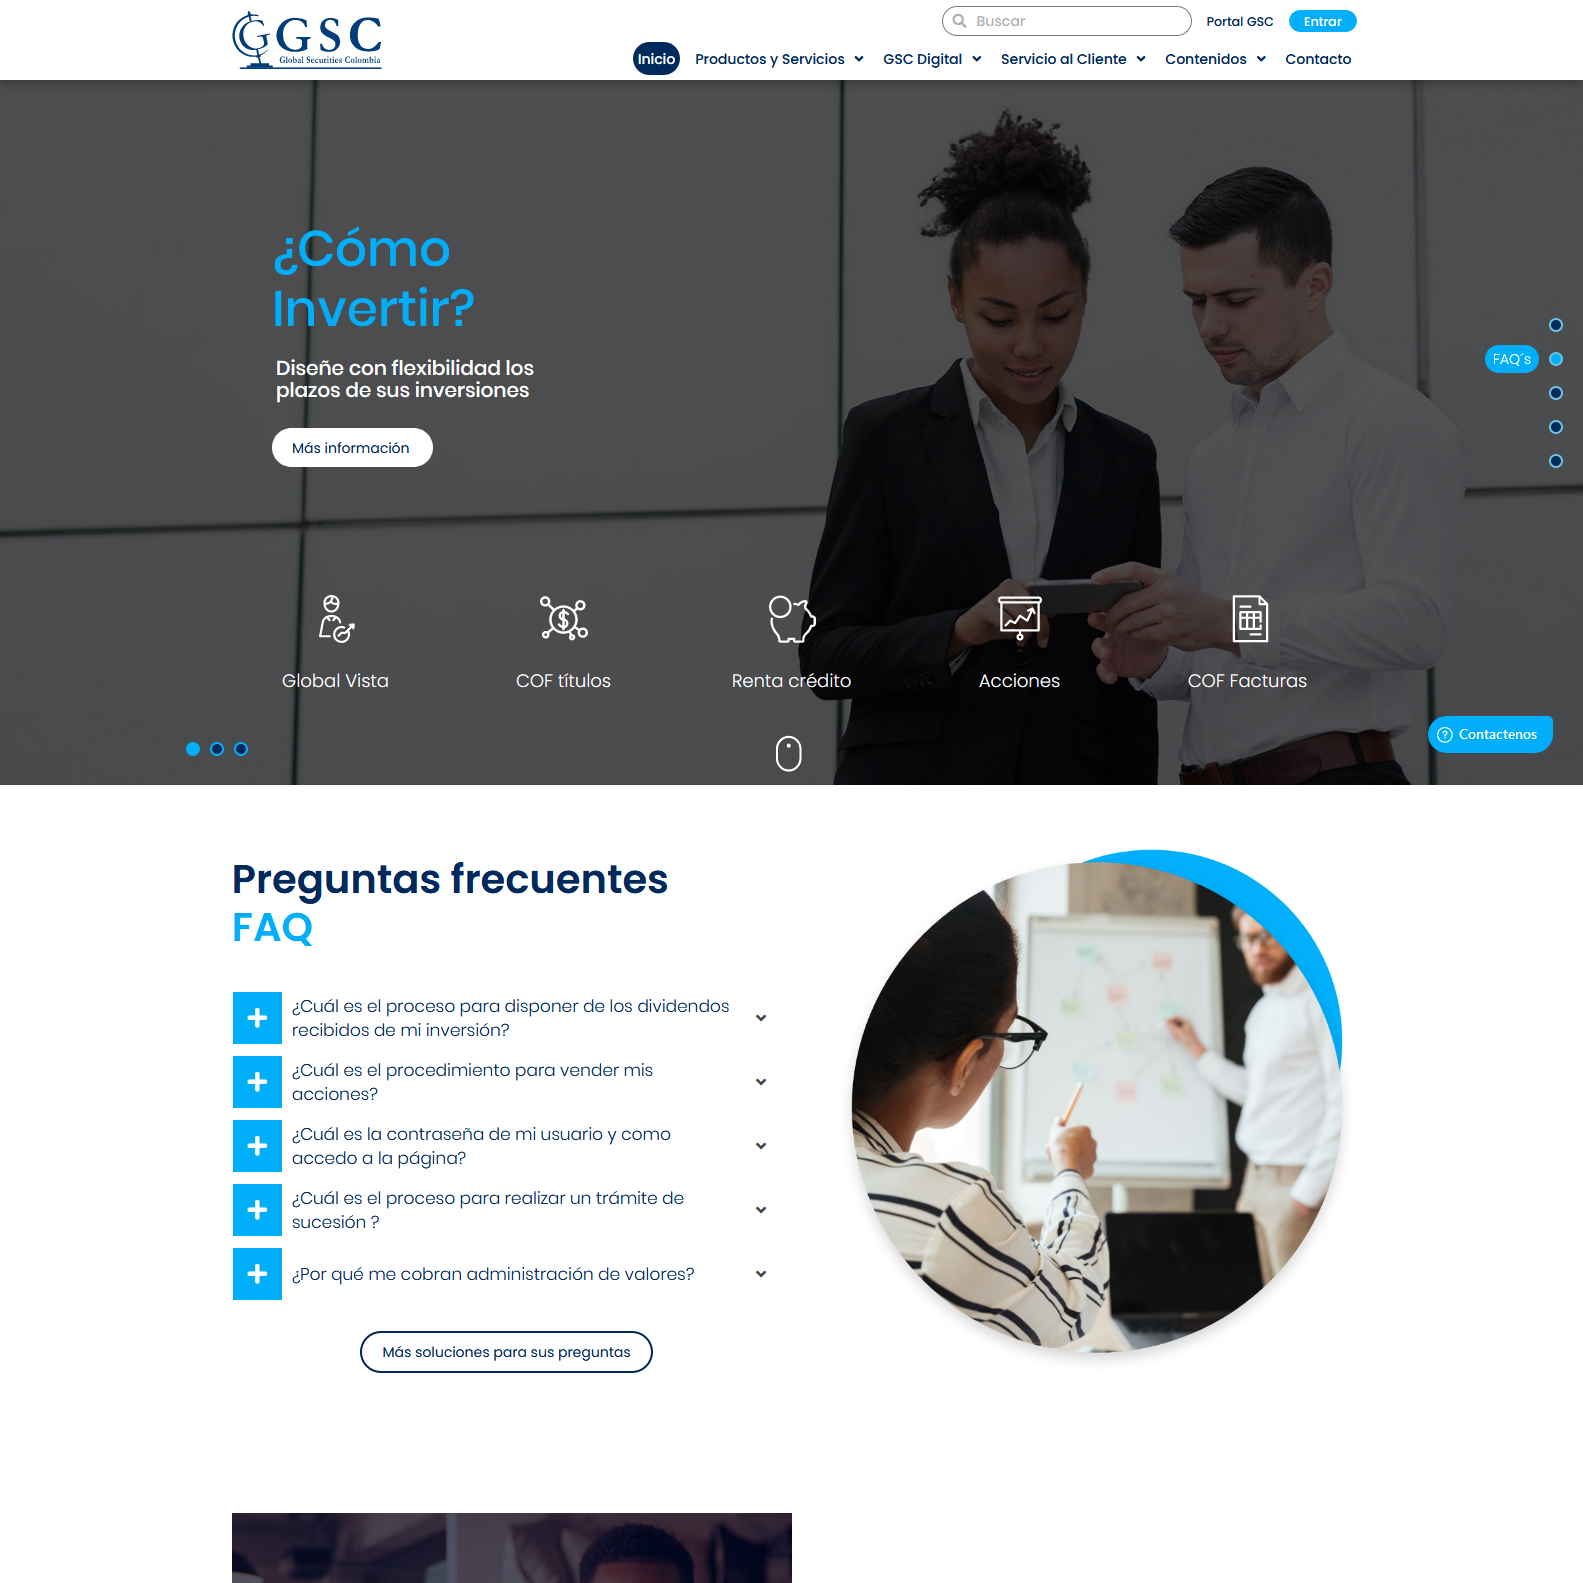 GGSC
Global Securities Colombia
Buscar
Portal GSC
Entrar
Inicio
Productos y Servicios
GSC Digital
Servicio al Cliente
Contenidos
Contacto
¿Cómo
Invertir?
Diseñe con flexibilidad los
plazos de sus inversiones
Más información
FAQ´s
Global Vista
COF títulos
Renta crédito
Acciones
COF Facturas
Contactenos
Preguntas frecuentes
FAQ
¿Cuál es el proceso para disponer de los dividendos
recibidos de mi inversión?
¿Cuál es el procedimiento para vender mis
acciones?
¿Cuál es la contraseña de mi usuario y como
accedo a la página?
¿Cuál es el proceso para realizar un trámite de
sucesión ?
¿Por qué me cobran administración de valores?
Más soluciones para sus preguntas